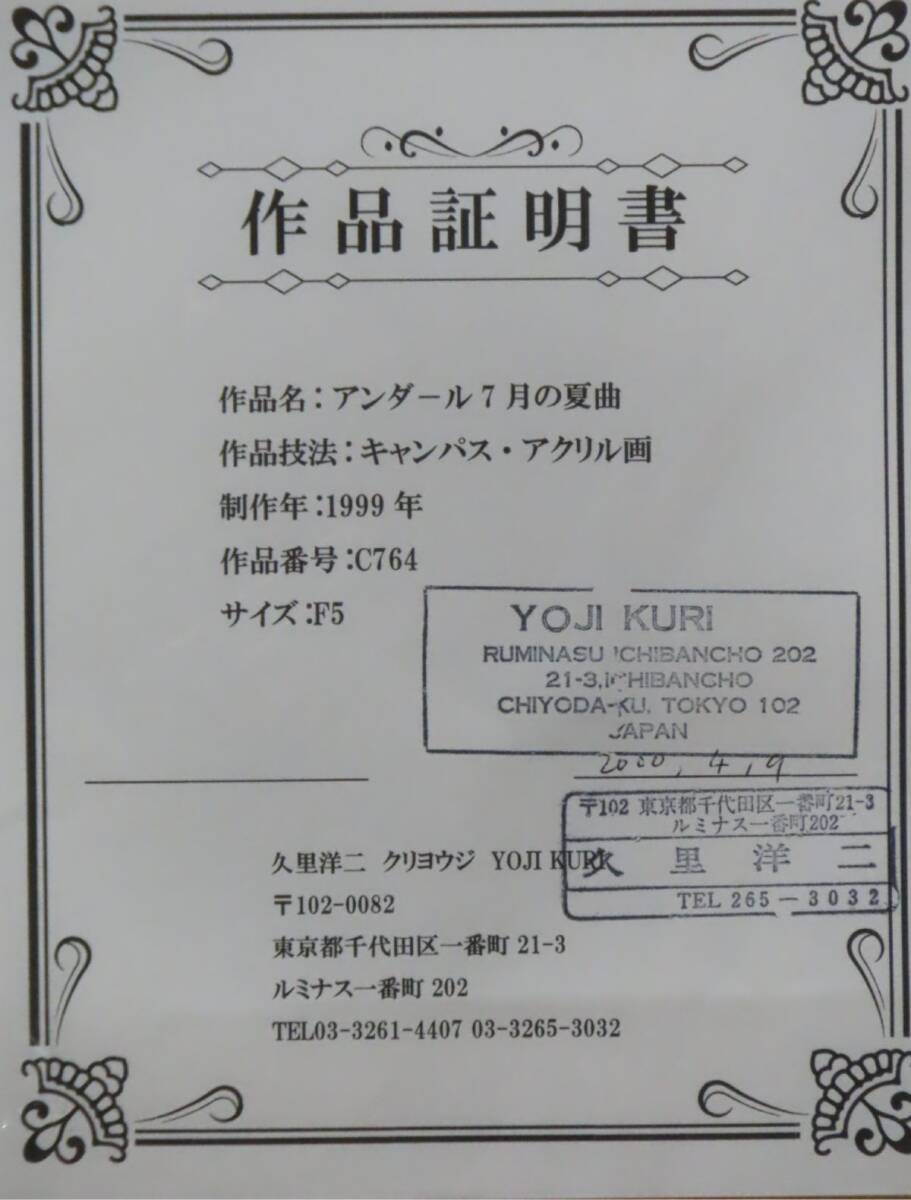 作品証明書
作品名：アンダール7月の夏曲
作品技法：キャンパス・アクリル画
制作年：1999年
作品番号：C764
サイズ：F5
YOJI KURI
RUMINASU ICHIBANCHO 202
21-3,ICHIBANCHO
CHIYODA-KU, TOKYO 102
JAPAN
2000,4,9
〒102 東京都千代田区一番町21-3
ルミナス一番町202
久里洋二
TEL 265-3032
久里洋二 クリヨウジ YOJI KURI
〒102-0082
東京都千代田区一番町 21-3
ルミナス一番町 202
TEL03-3261-4407 03-3265-3032